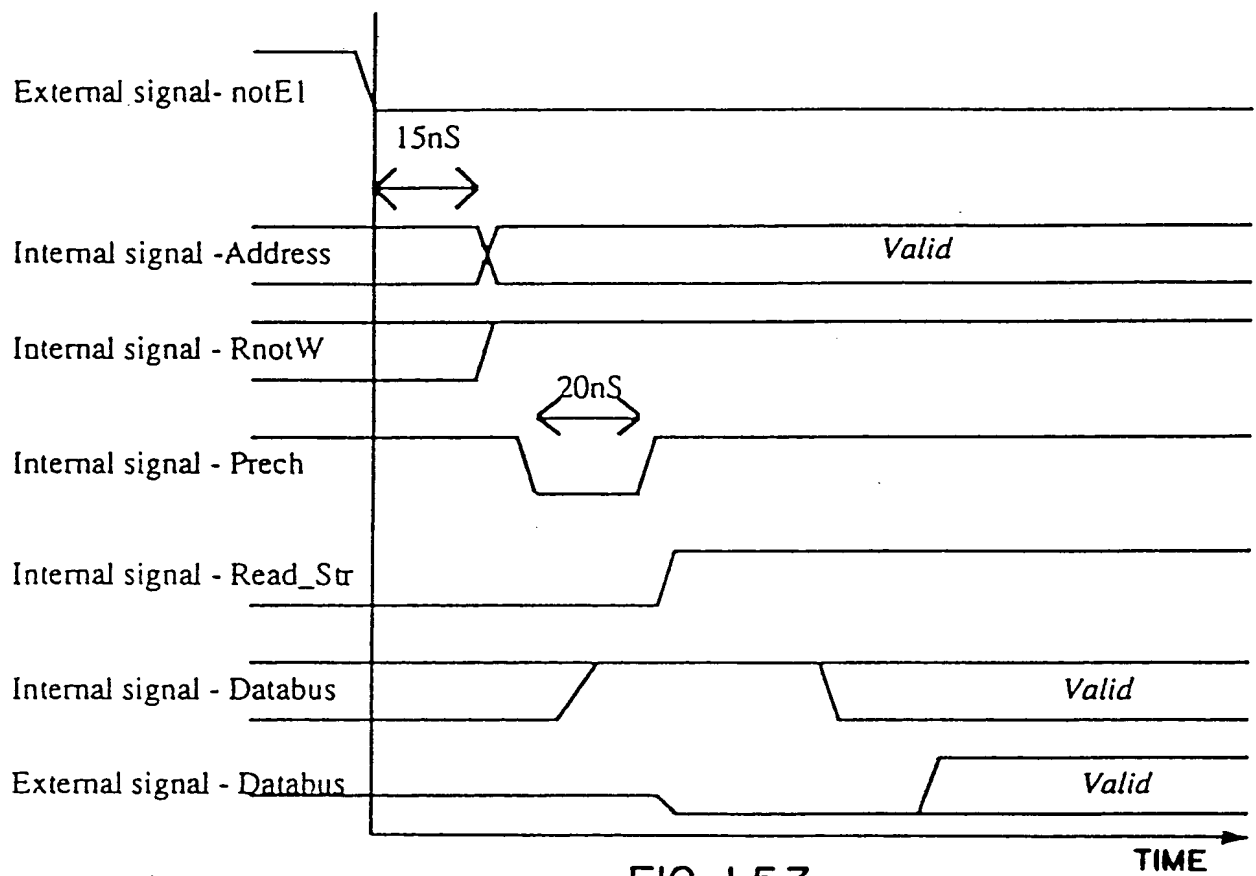 External signal- notE1
15nS
Internal signal -Address
Valid
Internal signal - RnotW
20nS
Internal signal - Prech
Internal signal - Read_Str
Internal signal - Databus
Valid
External signal - Databus
Valid
TIME